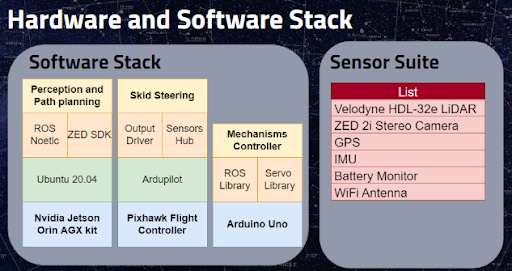 Hardware and Software Stack
Software Stack
Perception and
Path planning
ROS
Noetic
ZED SDK
Ubuntu 20.04
Nvidia Jetson
Orin AGX kit
Skid Steering
Output
Driver
Sensors
Hub
Ardupilot
Pixhawk Flight
Controller
Mechanisms
Controller
ROS
Library
Servo
Library
Arduino Uno
Sensor Suite
List
Velodyne HDL-32e LiDAR
ZED 2i Stereo Camera
GPS
IMU
Battery Monitor
WiFi Antenna